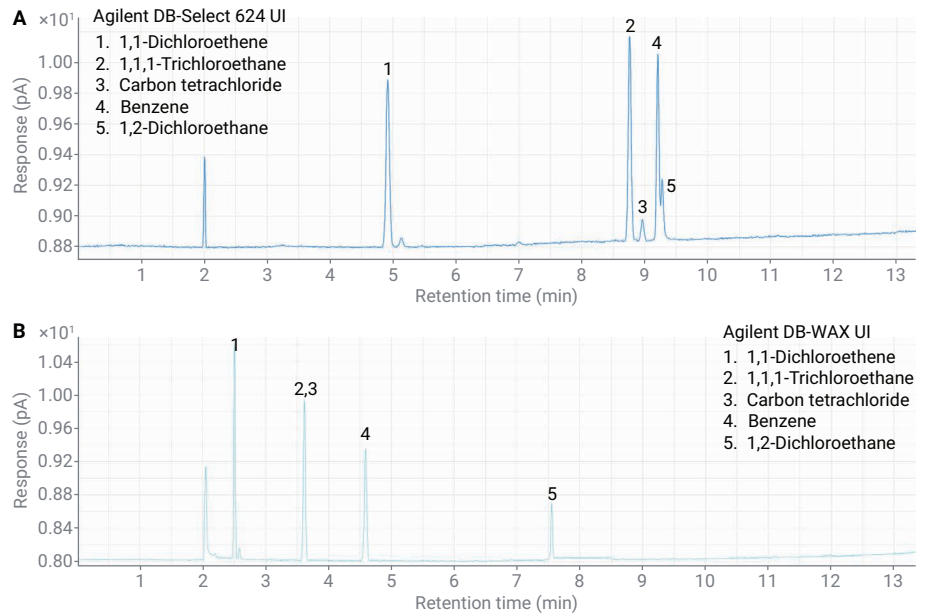 A
×10¹
Agilent DB-Select 624 UI
1. 1,1-Dichloroethene
2. 1,1,1-Trichloroethane
3. Carbon tetrachloride
4. Benzene
5. 1,2-Dichloroethane
1
2
3
4
5
Response (pA)
1.00
0.98
0.96
0.94
0.92
0.90
0.88
1 2 3 4 5 6 7 8 9 10 11 12 13
Retention time (min)
B
×10¹
Agilent DB-WAX UI
1. 1,1-Dichloroethene
2. 1,1,1-Trichloroethane
3. Carbon tetrachloride
4. Benzene
5. 1,2-Dichloroethane
1
2,3
4
5
Response (pA)
1.04
1.00
0.96
0.92
0.88
0.84
0.80
1 2 3 4 5 6 7 8 9 10 11 12 13
Retention time (min)